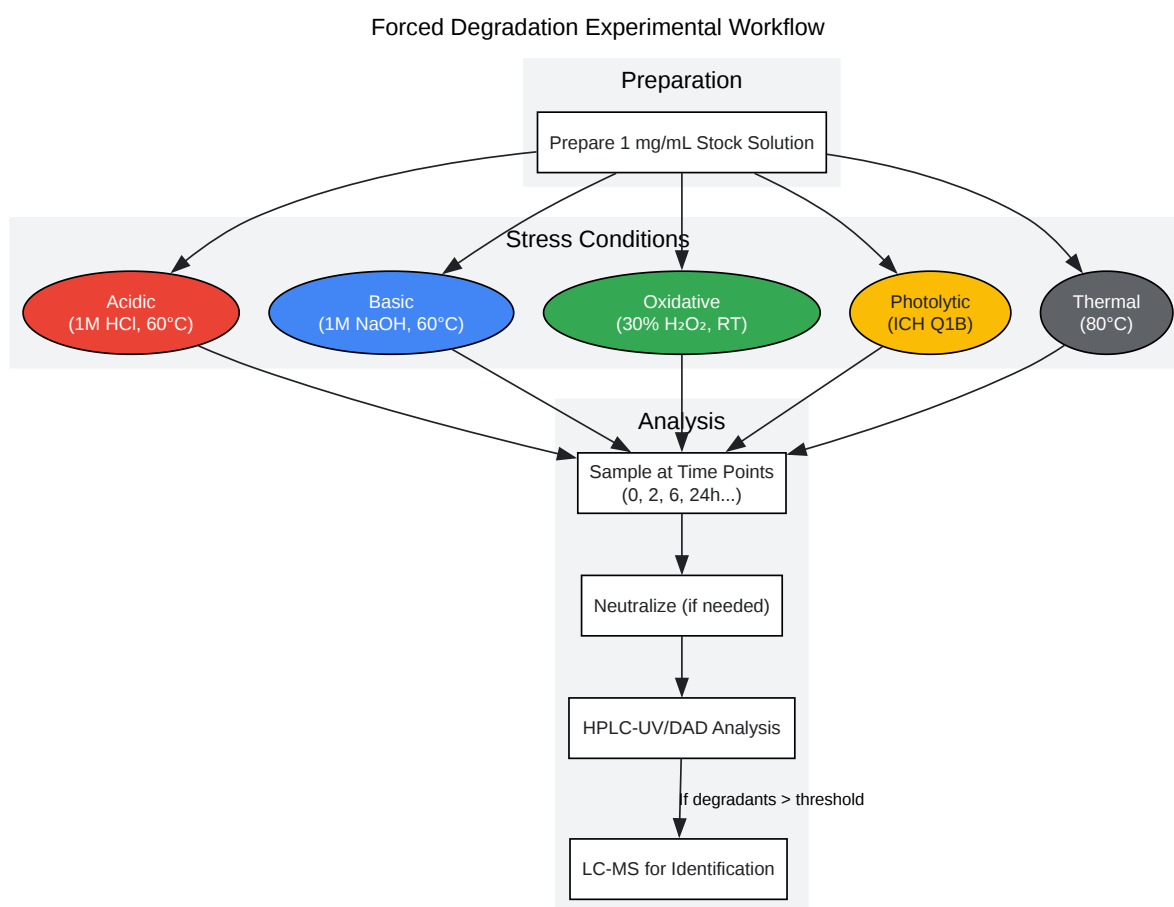 Forced Degradation Experimental Workflow
Preparation
Prepare 1 mg/mL Stock Solution
Stress Conditions
Acidic
(1M HCl, 60°C)
Basic
(1M NaOH, 60°C)
Oxidative
(30% H₂O₂, RT)
Photolytic
(ICH Q1B)
Thermal
(80°C)
Analysis
Sample at Time Points
(0, 2, 6, 24h...)
Neutralize (if needed)
HPLC-UV/DAD Analysis
If degradants > threshold
LC-MS for Identification